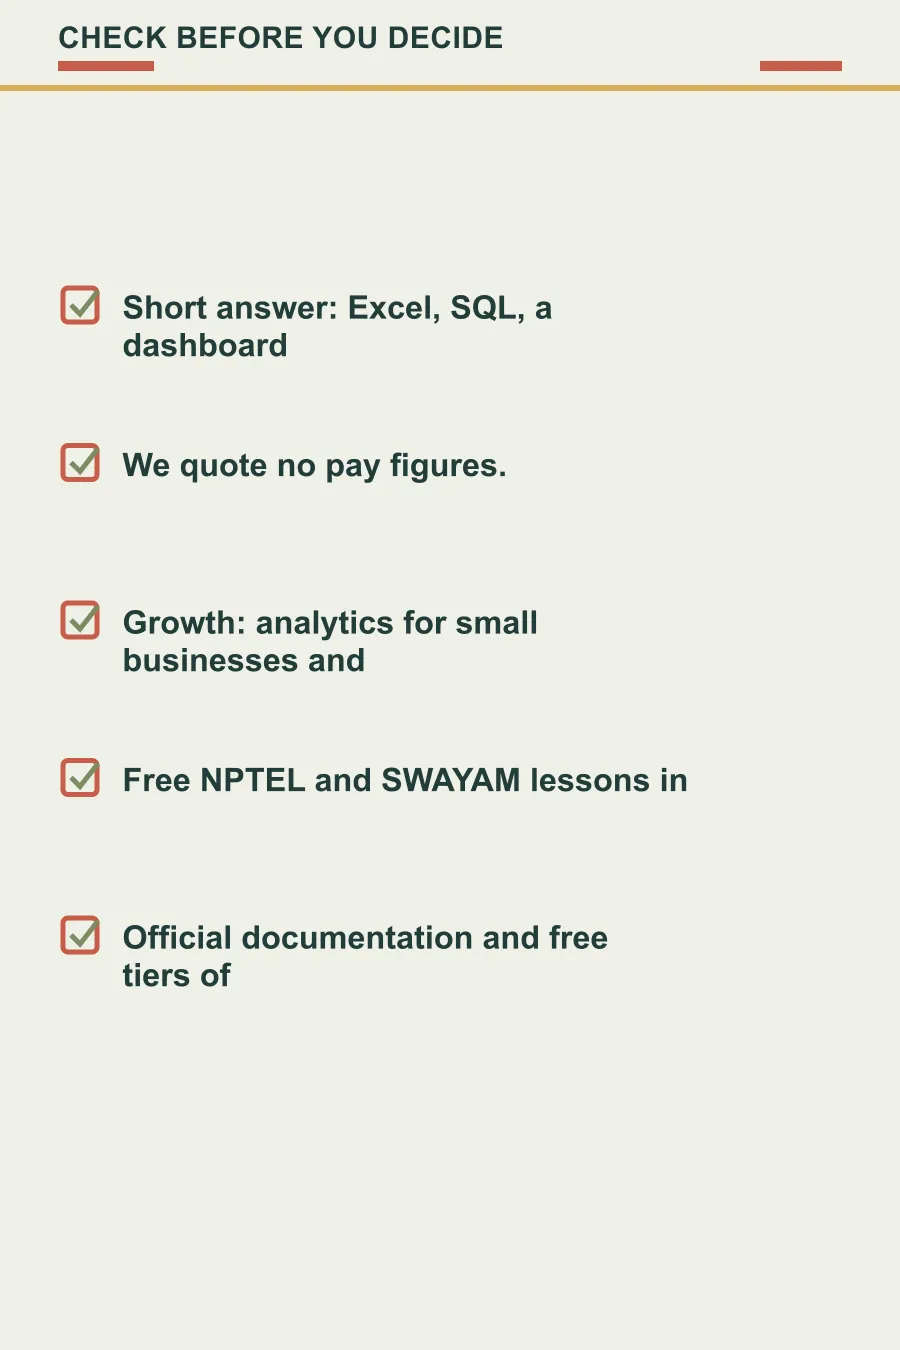 CHECK BEFORE YOU DECIDE
Short answer: Excel, SQL, a
dashboard
We quote no pay figures.
Growth: analytics for small
businesses and
Free NPTEL and SWAYAM lessons in
Official documentation and free
tiers of